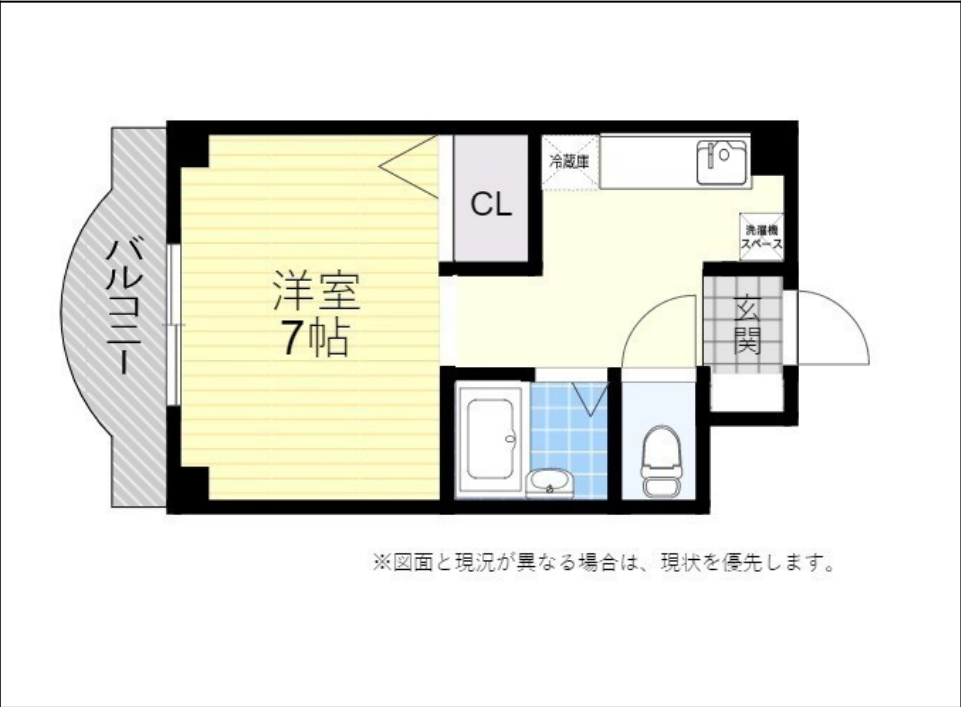 冷蔵庫
CL
洗濯機
スペース
バルコニー
洋室
7帖
玄関
※図面と現況が異なる場合は、現状を優先します。